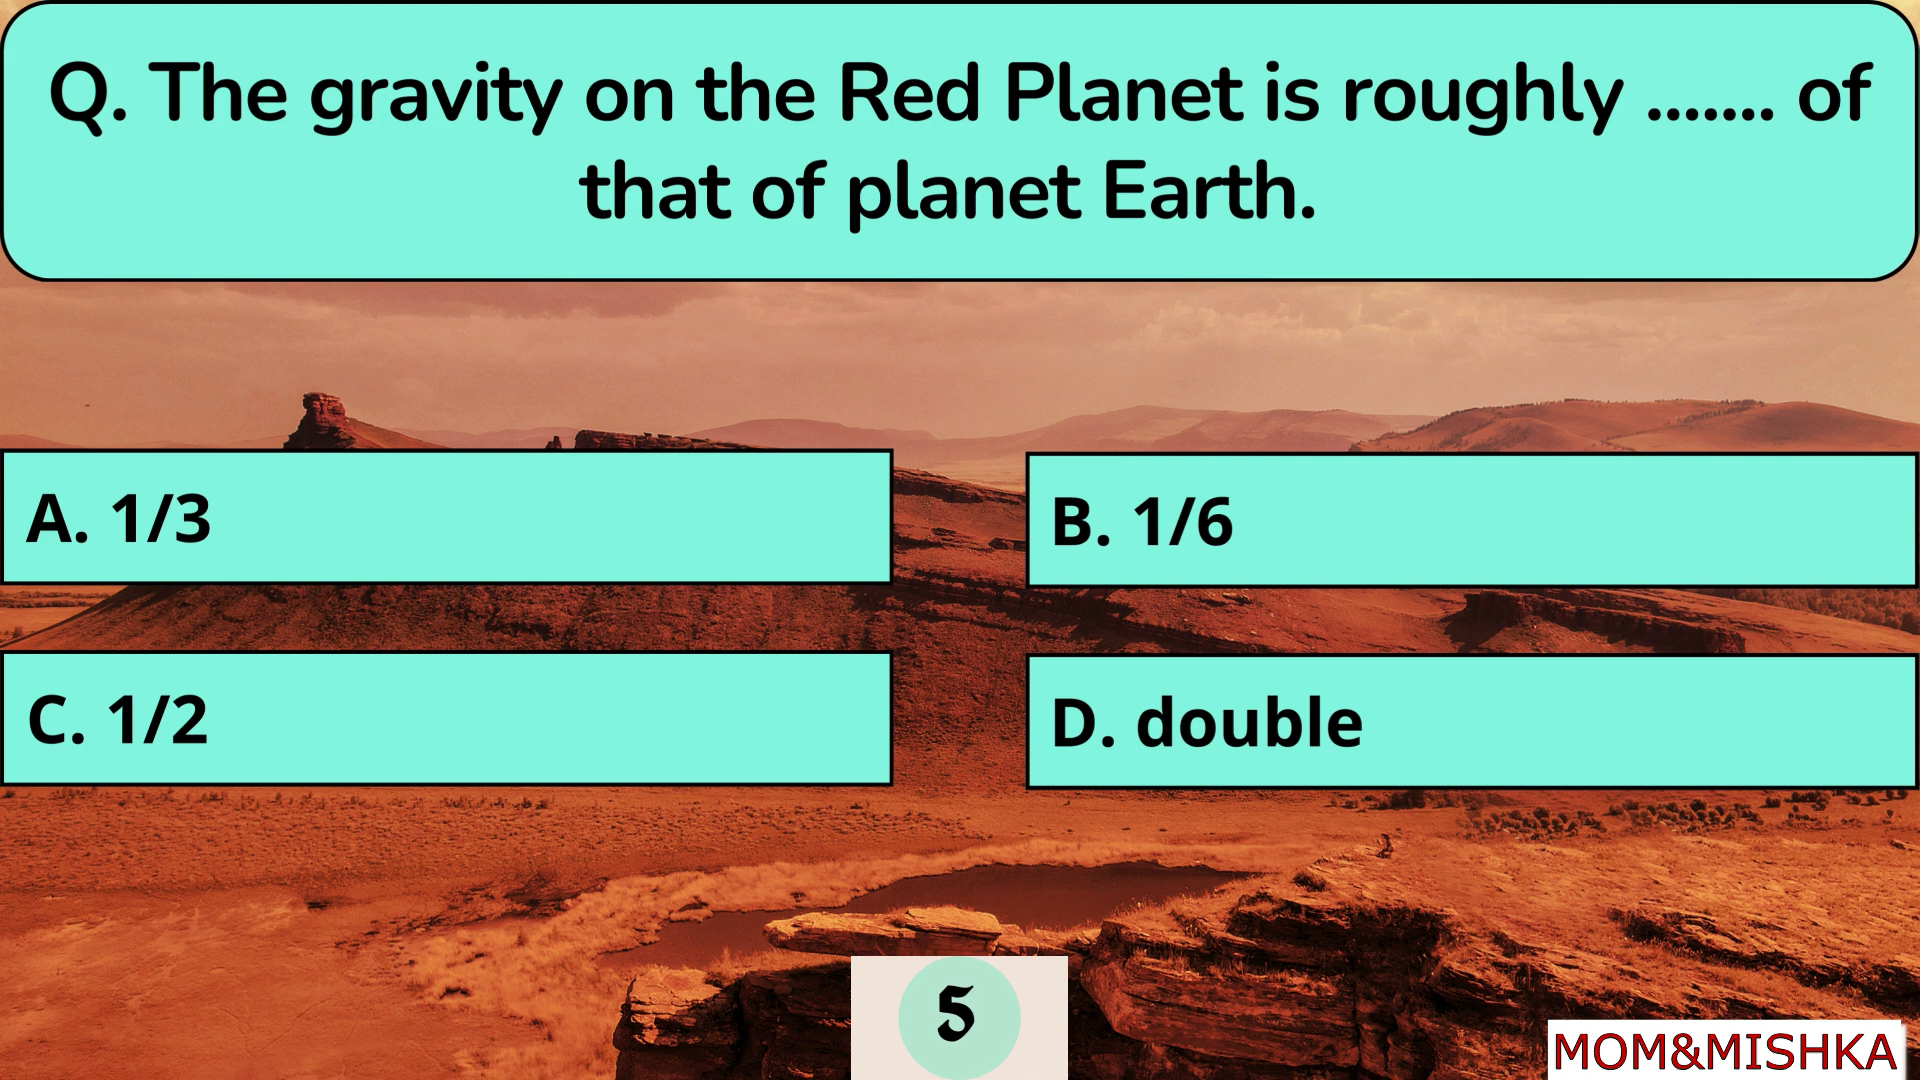 Q. The gravity on the Red Planet is roughly ....... of
that of planet Earth.
A. 1/3
B. 1/6
C. 1/2
D. double
5
MOM&MISHKA